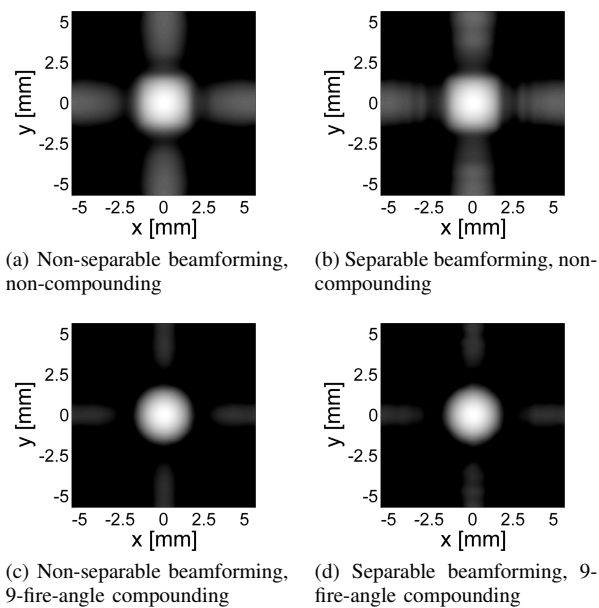 5
2.5
0
-2.5
-5
y [mm]
-5 -2.5 0 2.5 5
x [mm]
(a) Non-separable beamforming,
non-compounding
5
2.5
0
-2.5
-5
y [mm]
-5 -2.5 0 2.5 5
x [mm]
(b) Separable beamforming, non-
compounding
5
2.5
0
-2.5
-5
y [mm]
-5 -2.5 0 2.5 5
x [mm]
(c) Non-separable beamforming,
9-fire-angle compounding
5
2.5
0
-2.5
-5
y [mm]
-5 -2.5 0 2.5 5
x [mm]
(d) Separable beamforming, 9-
fire-angle compounding